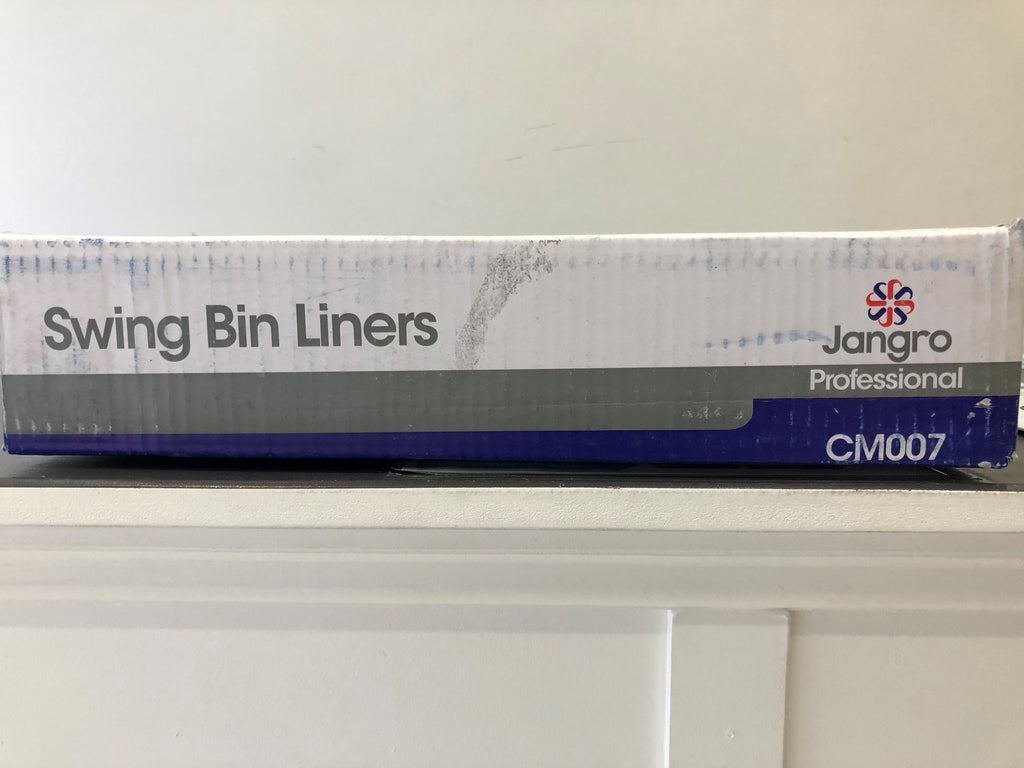 Swing Bin Liners
Jangro
Professional
CM007